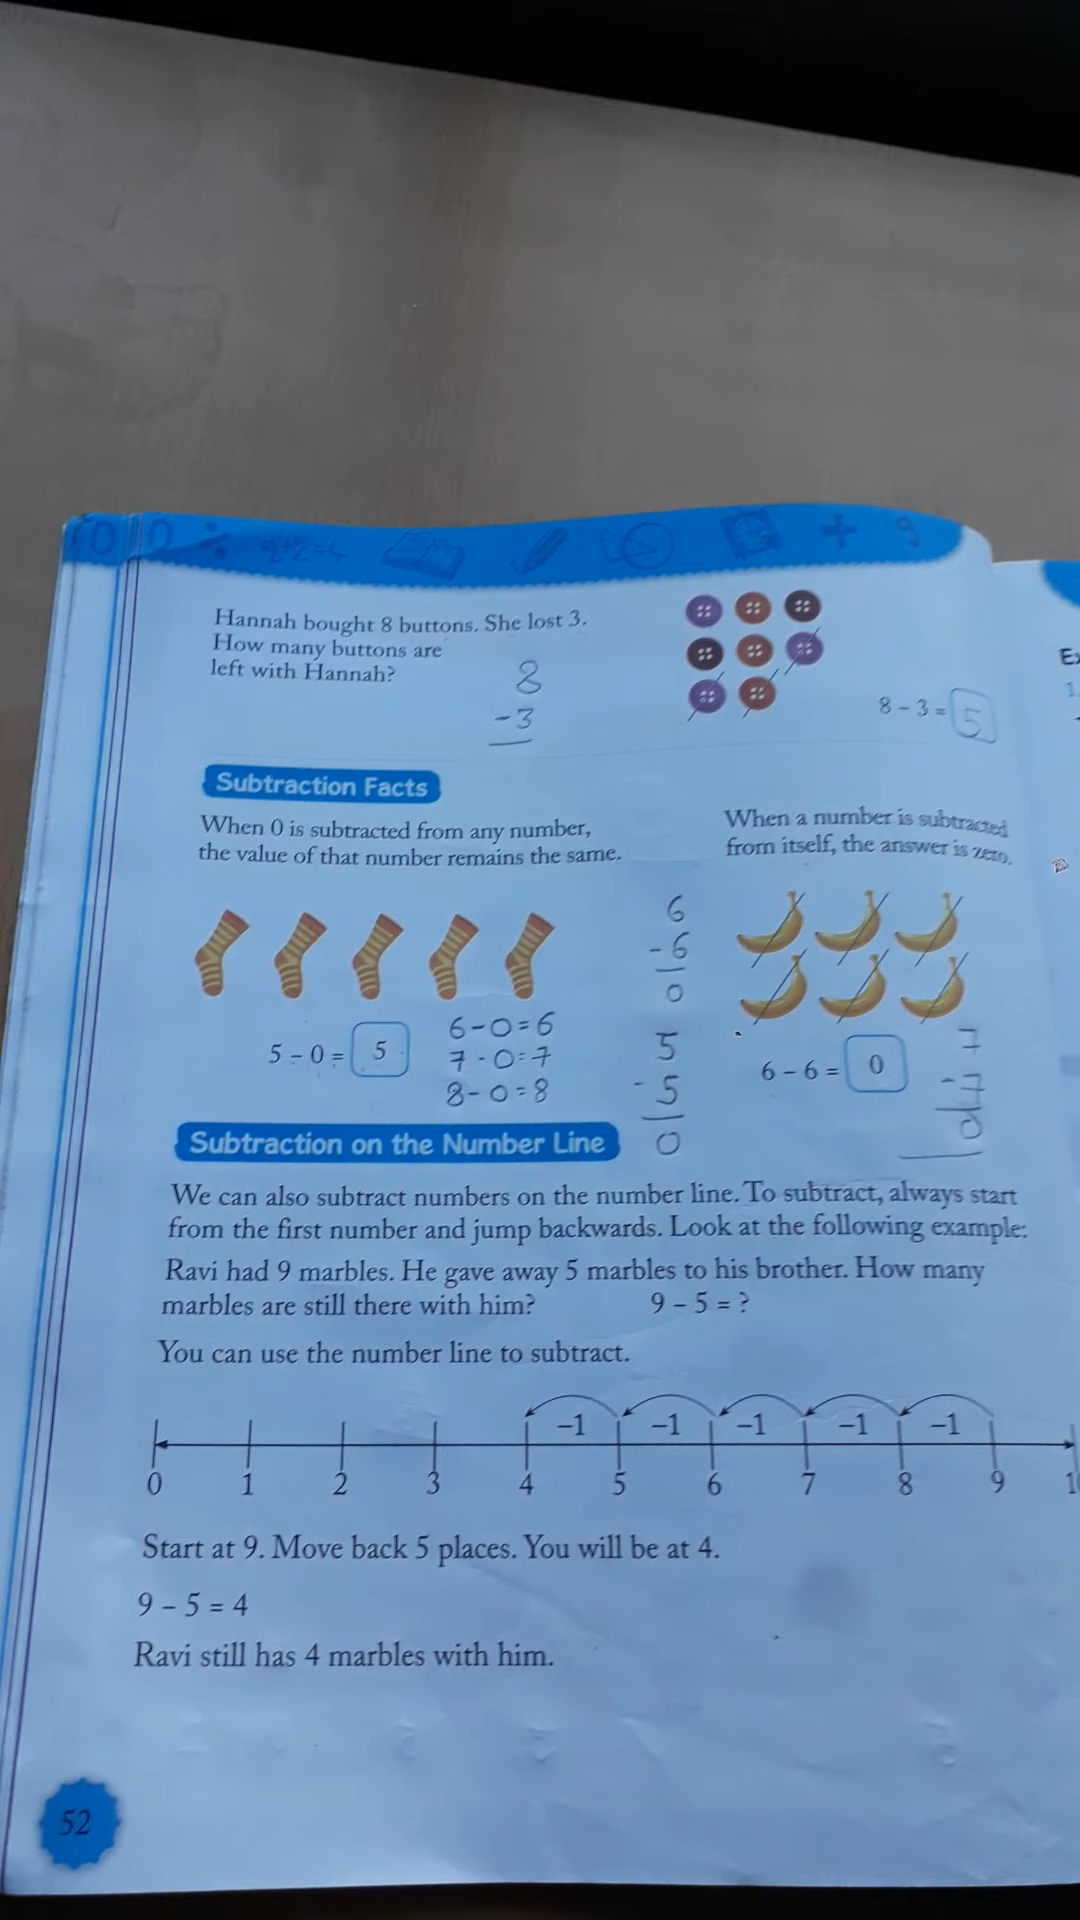 2+2=4
+ 9
Hannah bought 8 buttons. She lost 3.
How many buttons are
left with Hannah?
8
-3
8 – 3 = 5
Subtraction Facts
When 0 is subtracted from any number,
the value of that number remains the same.
5 – 0 = 5
6-0=6
7-0=7
8-0=8
When a number is subtracted
from itself, the answer is zero.
6
-6
0
5
-5
0
6 – 6 = 0
7
-7
0
Subtraction on the Number Line
We can also subtract numbers on the number line. To subtract, always start
from the first number and jump backwards. Look at the following example:
Ravi had 9 marbles. He gave away 5 marbles to his brother. How many
marbles are still there with him? 9 – 5 = ?
You can use the number line to subtract.
–1 –1 –1 –1 –1
0 1 2 3 4 5 6 7 8 9
Start at 9. Move back 5 places. You will be at 4.
9 – 5 = 4
Ravi still has 4 marbles with him.
52